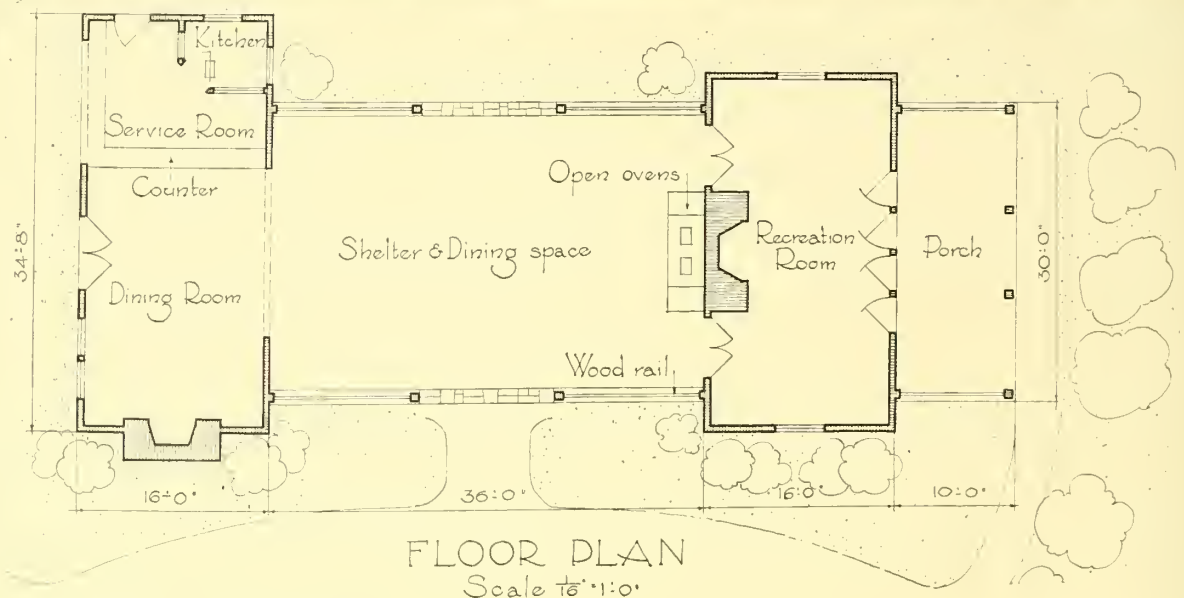 Kitchen
Service Room
Counter
Open ovens
Shelter & Dining space
Recreation
Room
Porch
Dining Room
34'-8"
30'-0"
Wood rail
16'-0"
36'-0"
16'-0"
10'-0"
FLOOR PLAN
Scale 1/16" = 1'-0"